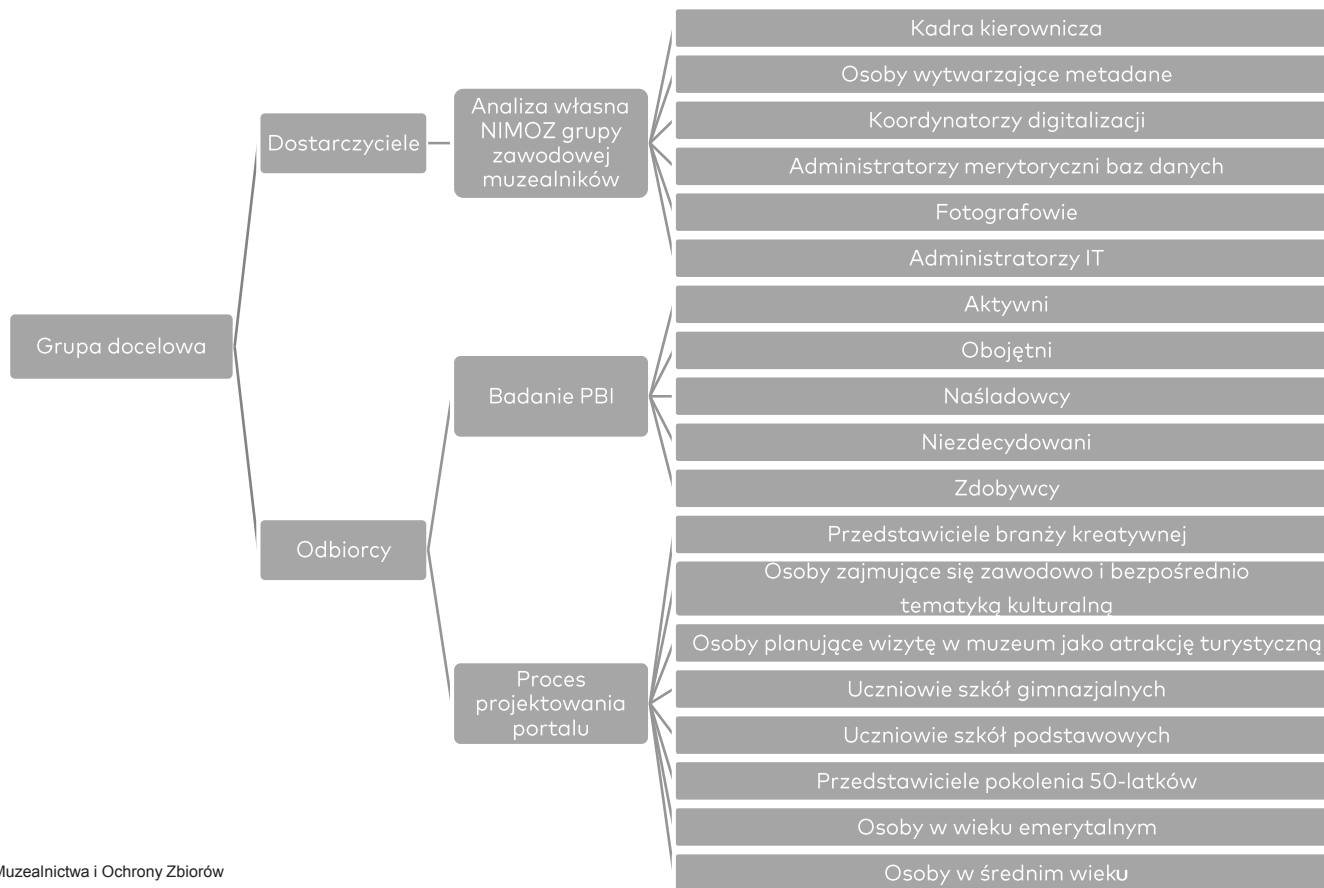 Grupa docelowa
Dostarczyciele
Analiza własna
NIMOZ grupy
zawodowej
muzealników
Kadra kierownicza
Osoby wytwarzające metadane
Koordynatorzy digitalizacji
Administratorzy merytoryczni baz danych
Fotografowie
Administratorzy IT
Odbiorcy
Badanie PBI
Aktywni
Obojętni
Naśladowcy
Niezdecydowani
Zdobywcy
Proces
projektowania
portalu
Przedstawiciele branży kreatywnej
Osoby zajmujące się zawodowo i bezpośrednio
tematyką kulturalną
Osoby planujące wizytę w muzeum jako atrakcję turystyczną
Uczniowie szkół gimnazjalnych
Uczniowie szkół podstawowych
Przedstawiciele pokolenia 50-latków
Osoby w wieku emerytalnym
Osoby w średnim wieku
Muzealnictwa i Ochrony Zbiorów